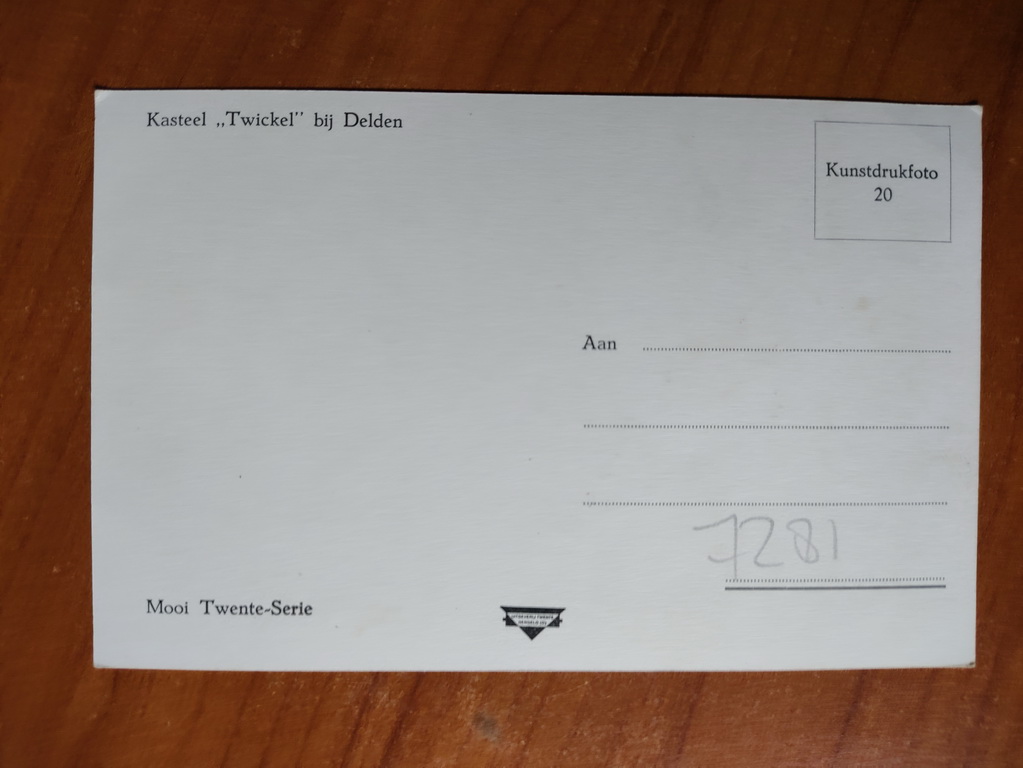 Kasteel „Twickel” bij Delden
Kunstdrukfoto
20
Aan
7281
Mooi Twente-Serie